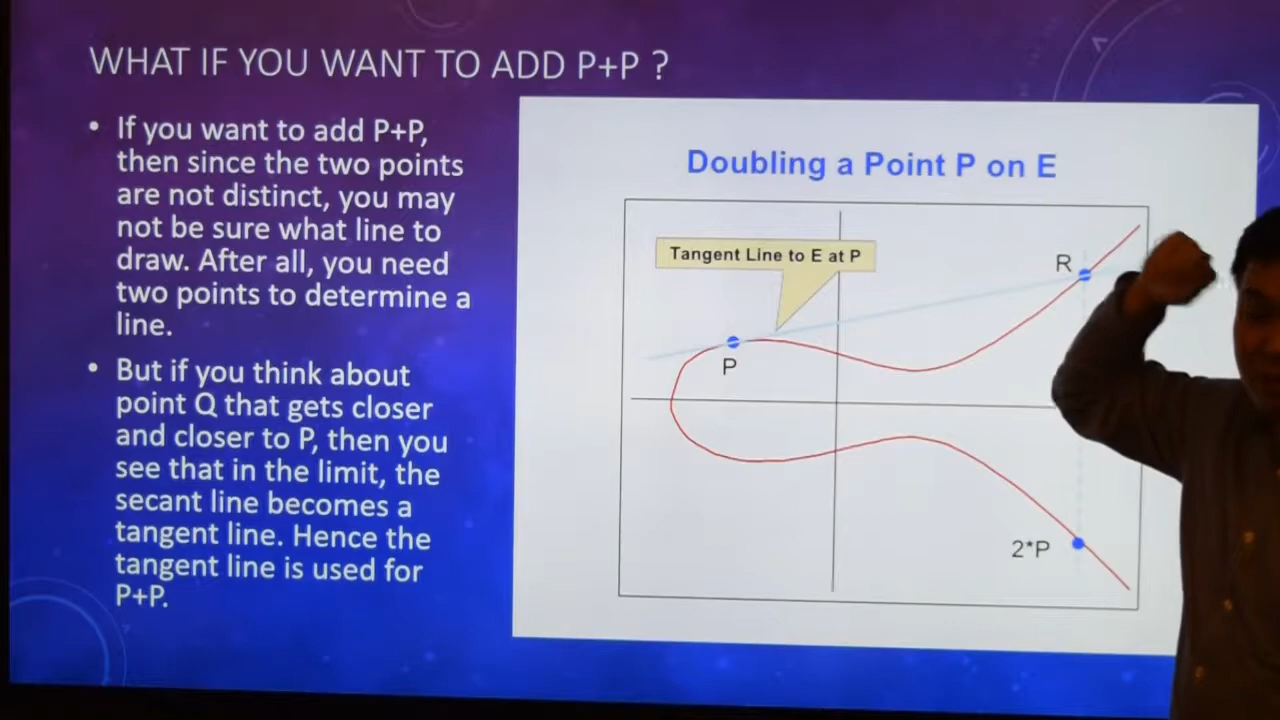 WHAT IF YOU WANT TO ADD P+P ?
• If you want to add P+P,
then since the two points
are not distinct, you may
not be sure what line to
draw. After all, you need
two points to determine a
line.
• But if you think about
point Q that gets closer
and closer to P, then you
see that in the limit, the
secant line becomes a
tangent line. Hence the
tangent line is used for
P+P.
Doubling a Point P on E
Tangent Line to E at P
R
P
2*P